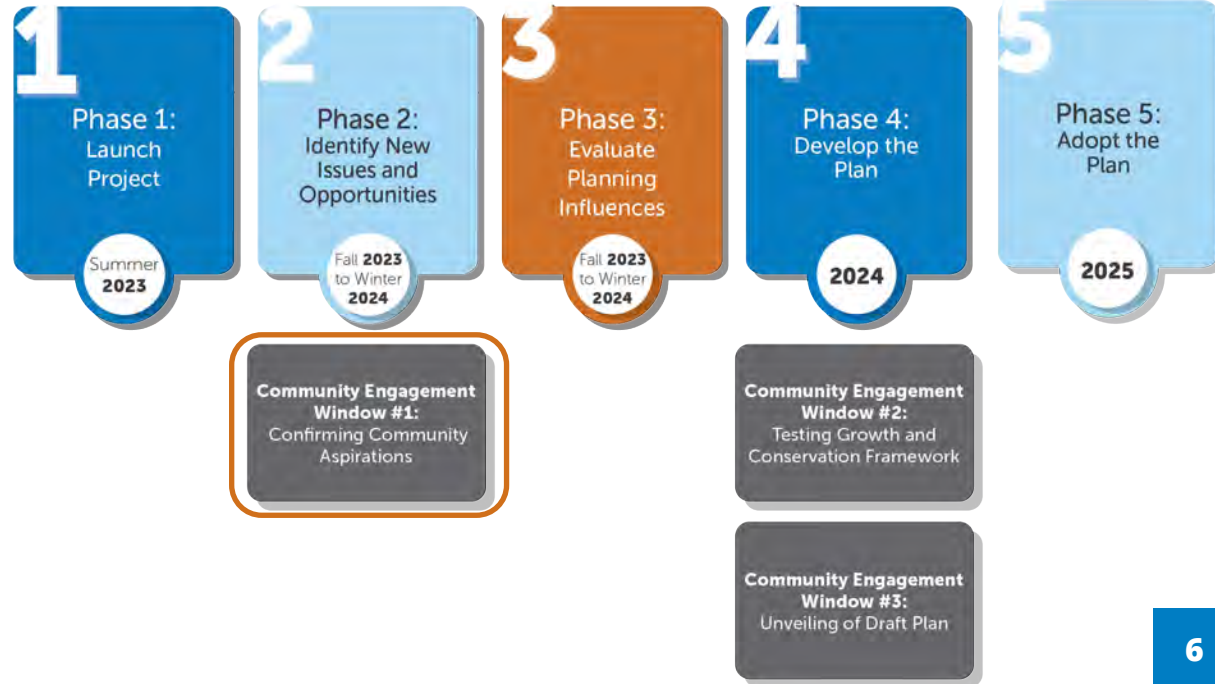 1
Phase 1:
Launch
Project
Summer
2023
2
Phase 2:
Identify New
Issues and
Opportunities
Fall 2023
to Winter
2024
3
Phase 3:
Evaluate
Planning
Influences
Fall 2023
to Winter
2024
4
Phase 4:
Develop the
Plan
2024
5
Phase 5:
Adopt the
Plan
2025
Community Engagement
Window #1:
Confirming Community
Aspirations
Community Engagement
Window #2:
Testing Growth and
Conservation Framework
Community Engagement
Window #3:
Unveiling of Draft Plan
6